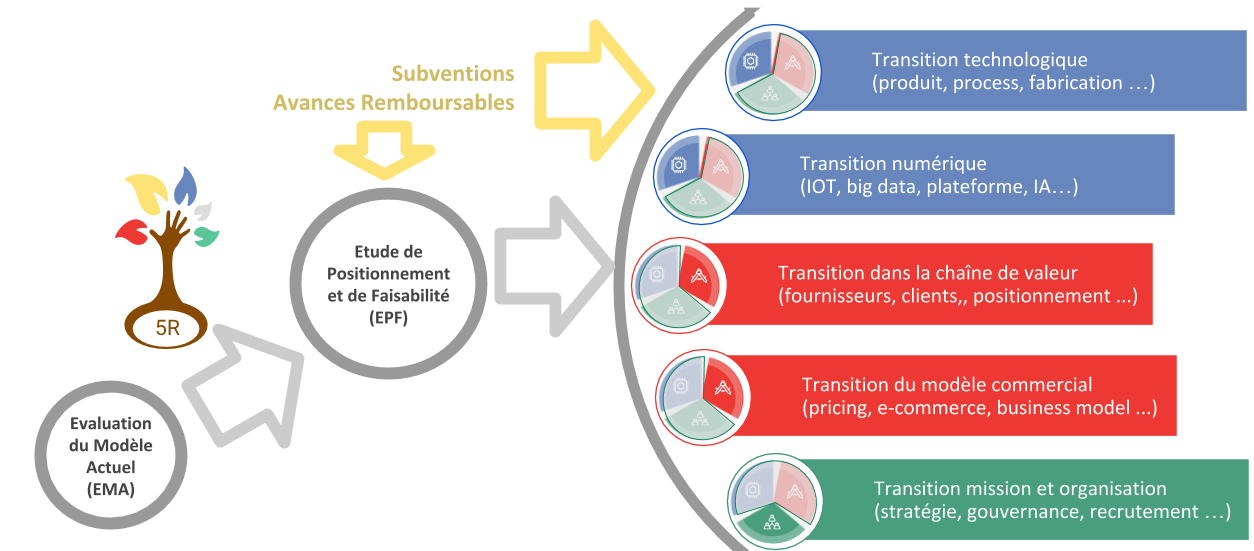 Subventions
Avances Remboursables
5R
Evaluation
du Modèle
Actuel
(EMA)
Etude de
Positionnement
et de Faisabilité
(EPF)
Transition technologique
(produit, process, fabrication …)
Transition numérique
(IOT, big data, plateforme, IA…)
Transition dans la chaîne de valeur
(fournisseurs, clients,, positionnement ...)
Transition du modèle commercial
(pricing, e-commerce, business model ...)
Transition mission et organisation
(stratégie, gouvernance, recrutement …)